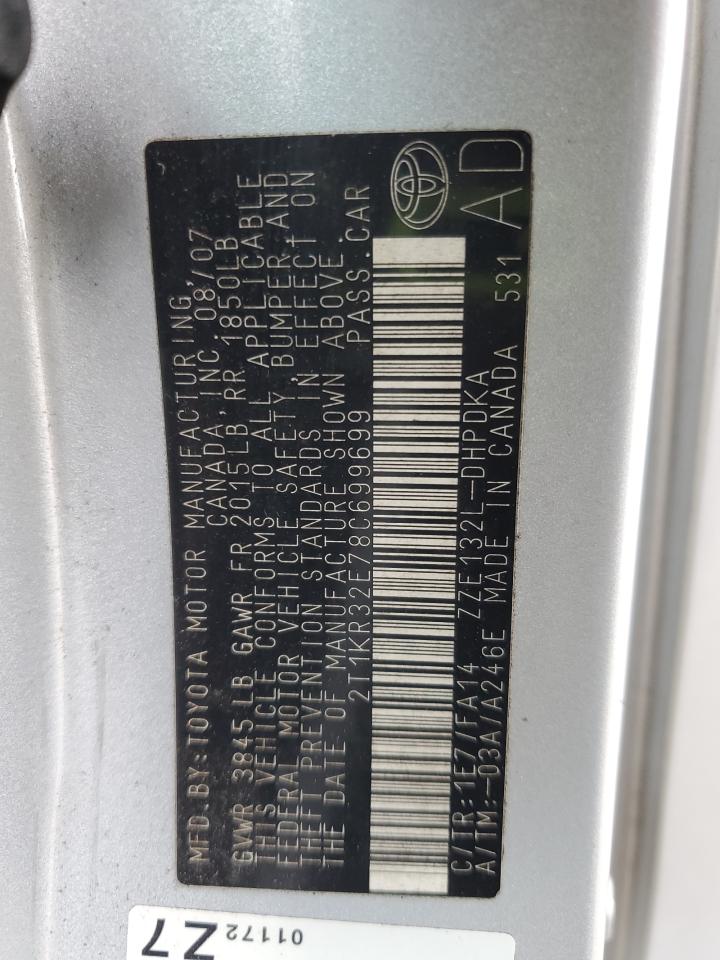 MFD.BY:TOYOTA MOTOR MANUFACTURING
CANADA,INC. 08/07
GVWR 3845LB GAWR FR 2015LB RR 1850LB
THIS VEHICLE CONFORMS TO ALL APPLICABLE
FEDERAL MOTOR VEHICLE SAFETY, BUMPER,AND
THEFT PREVENTION STANDARDS IN EFFECT ON
THE DATE OF MANUFACTURE SHOWN ABOVE.
2T1KR32E78C699699 PASS.CAR
C/TR:1E7/FA14 ZZE132L-DHPDKA
A/TM:-03A/A246E MADE IN CANADA 531 AD
01172
Z7